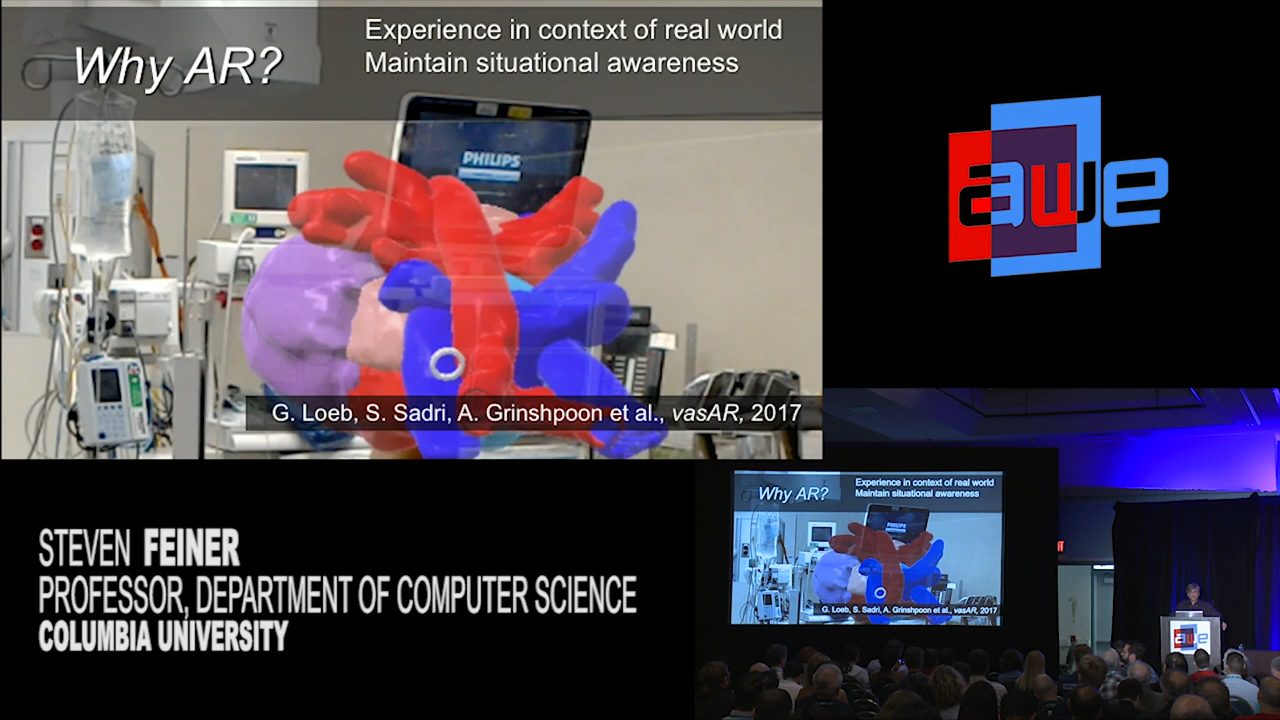 Why AR?
Experience in context of real world
Maintain situational awareness
PHILIPS
G. Loeb, S. Sadri, A. Grinshpoon et al., vasAR, 2017
awe
STEVEN FEINER
PROFESSOR, DEPARTMENT OF COMPUTER SCIENCE
COLUMBIA UNIVERSITY
Why AR?
Experience in context of real world
Maintain situational awareness
PHILIPS
G. Loeb, S. Sadri, A. Grinshpoon et al., vasAR, 2017
awe